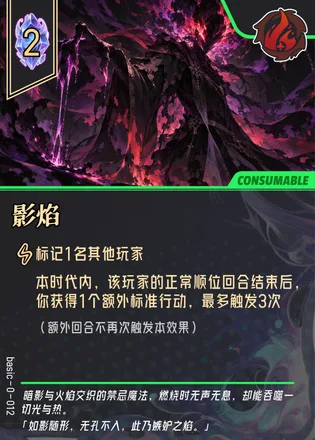 2
CONSUMABLE
影焰
标记1名其他玩家
本时代内，该玩家的正常顺位回合结束后，
你获得1个额外标准行动，最多触发3次
（额外回合不再次触发本效果）
basic-0-012
暗影与火焰交织的禁忌魔法，燃烧时无声无息，却能吞噬一
切光与热。
「如影随形，无孔不入，此乃嫉妒之焰。」